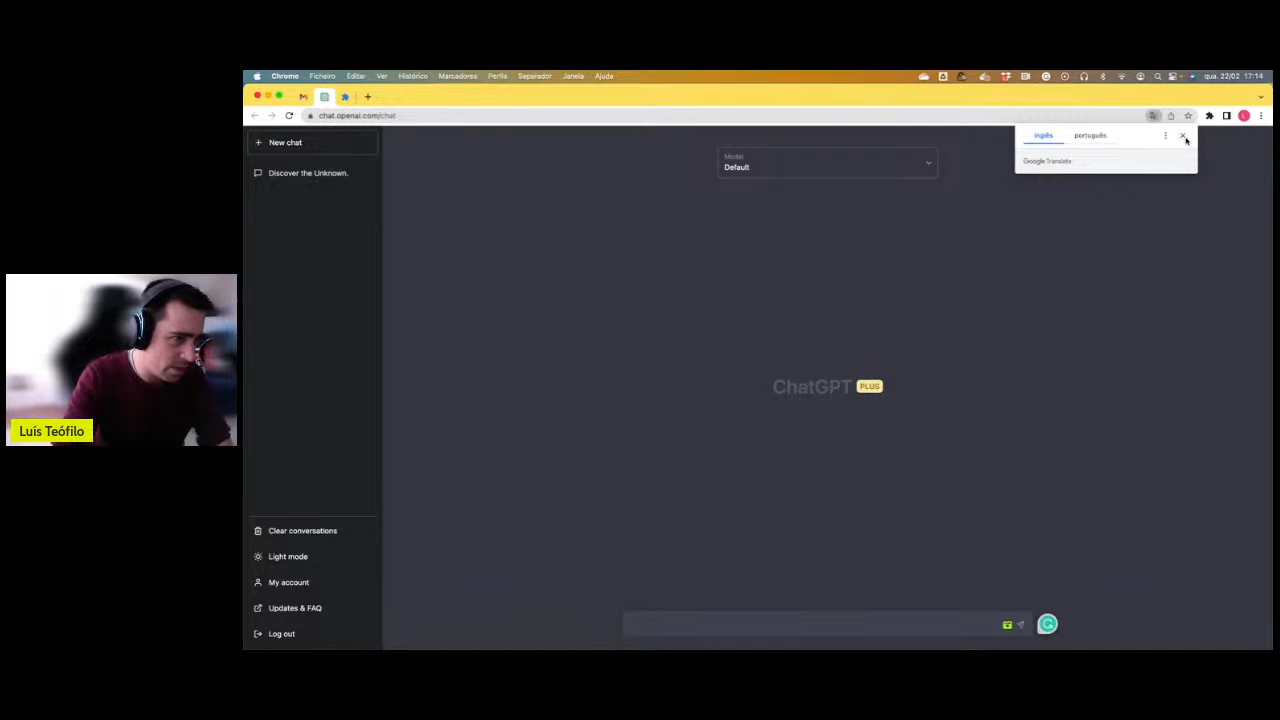 Chrome Ficheiro Editar Ver Histórico Marcadores Perfis Separador Janela Ajuda
qua. 22/02 17:14
chat.openai.com/chat
L
+ New chat
Model
Default
inglês português
Google Translate
Discover the Unknown.
ChatGPT PLUS
Luís Teófilo
Clear conversations
Light mode
My account
Updates & FAQ
Log out